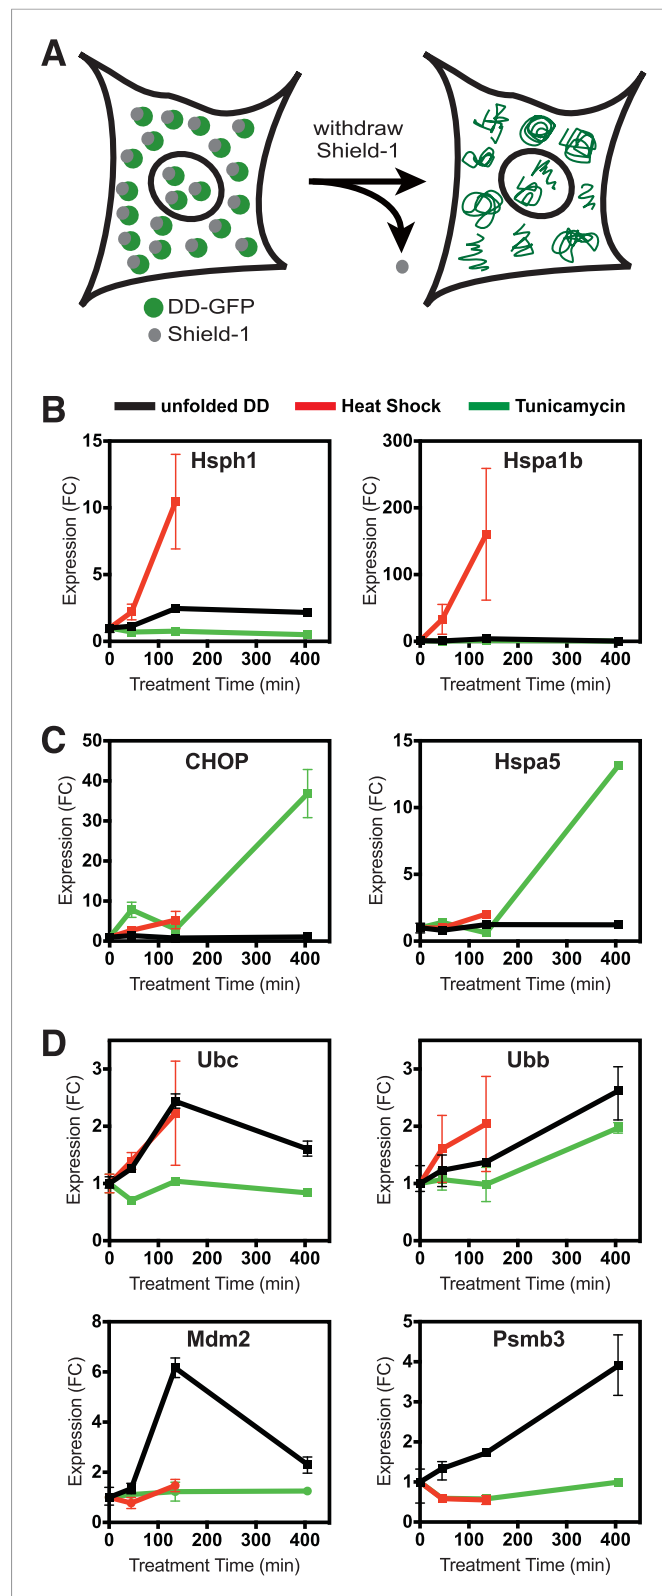 A
withdraw
Shield-1
DD-GFP
Shield-1
B
unfolded DD Heat Shock Tunicamycin
Hsph1
Expression (FC)
15
10
5
0
0 100 200 300 400
Treatment Time (min)
Hspa1b
Expression (FC)
300
200
100
0
0 100 200 300 400
Treatment Time (min)
C
CHOP
Expression (FC)
50
40
30
20
10
0
0 100 200 300 400
Treatment Time (min)
Hspa5
Expression (FC)
15
10
5
0
0 100 200 300 400
Treatment Time (min)
D
Ubc
Expression (FC)
3
2
1
0
0 100 200 300 400
Treatment Time (min)
Ubb
Expression (FC)
3
2
1
0
0 100 200 300 400
Treatment Time (min)
Mdm2
Expression (FC)
8
6
4
2
0
0 100 200 300 400
Treatment Time (min)
Psmb3
Expression (FC)
5
4
3
2
1
0
0 100 200 300 400
Treatment Time (min)